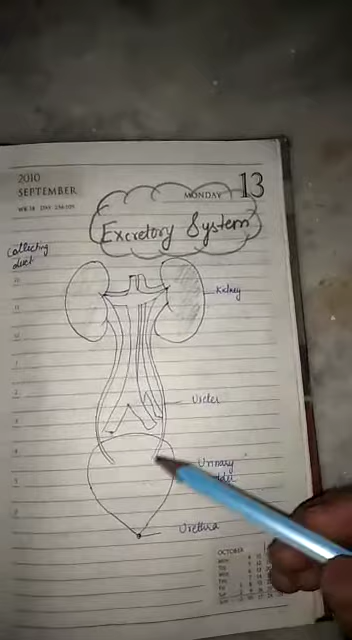 2010
SEPTEMBER
MONDAY 13
Excretory System
Collecting
duct
Kidney
Ureter
Urinary
Urethra
OCTOBER